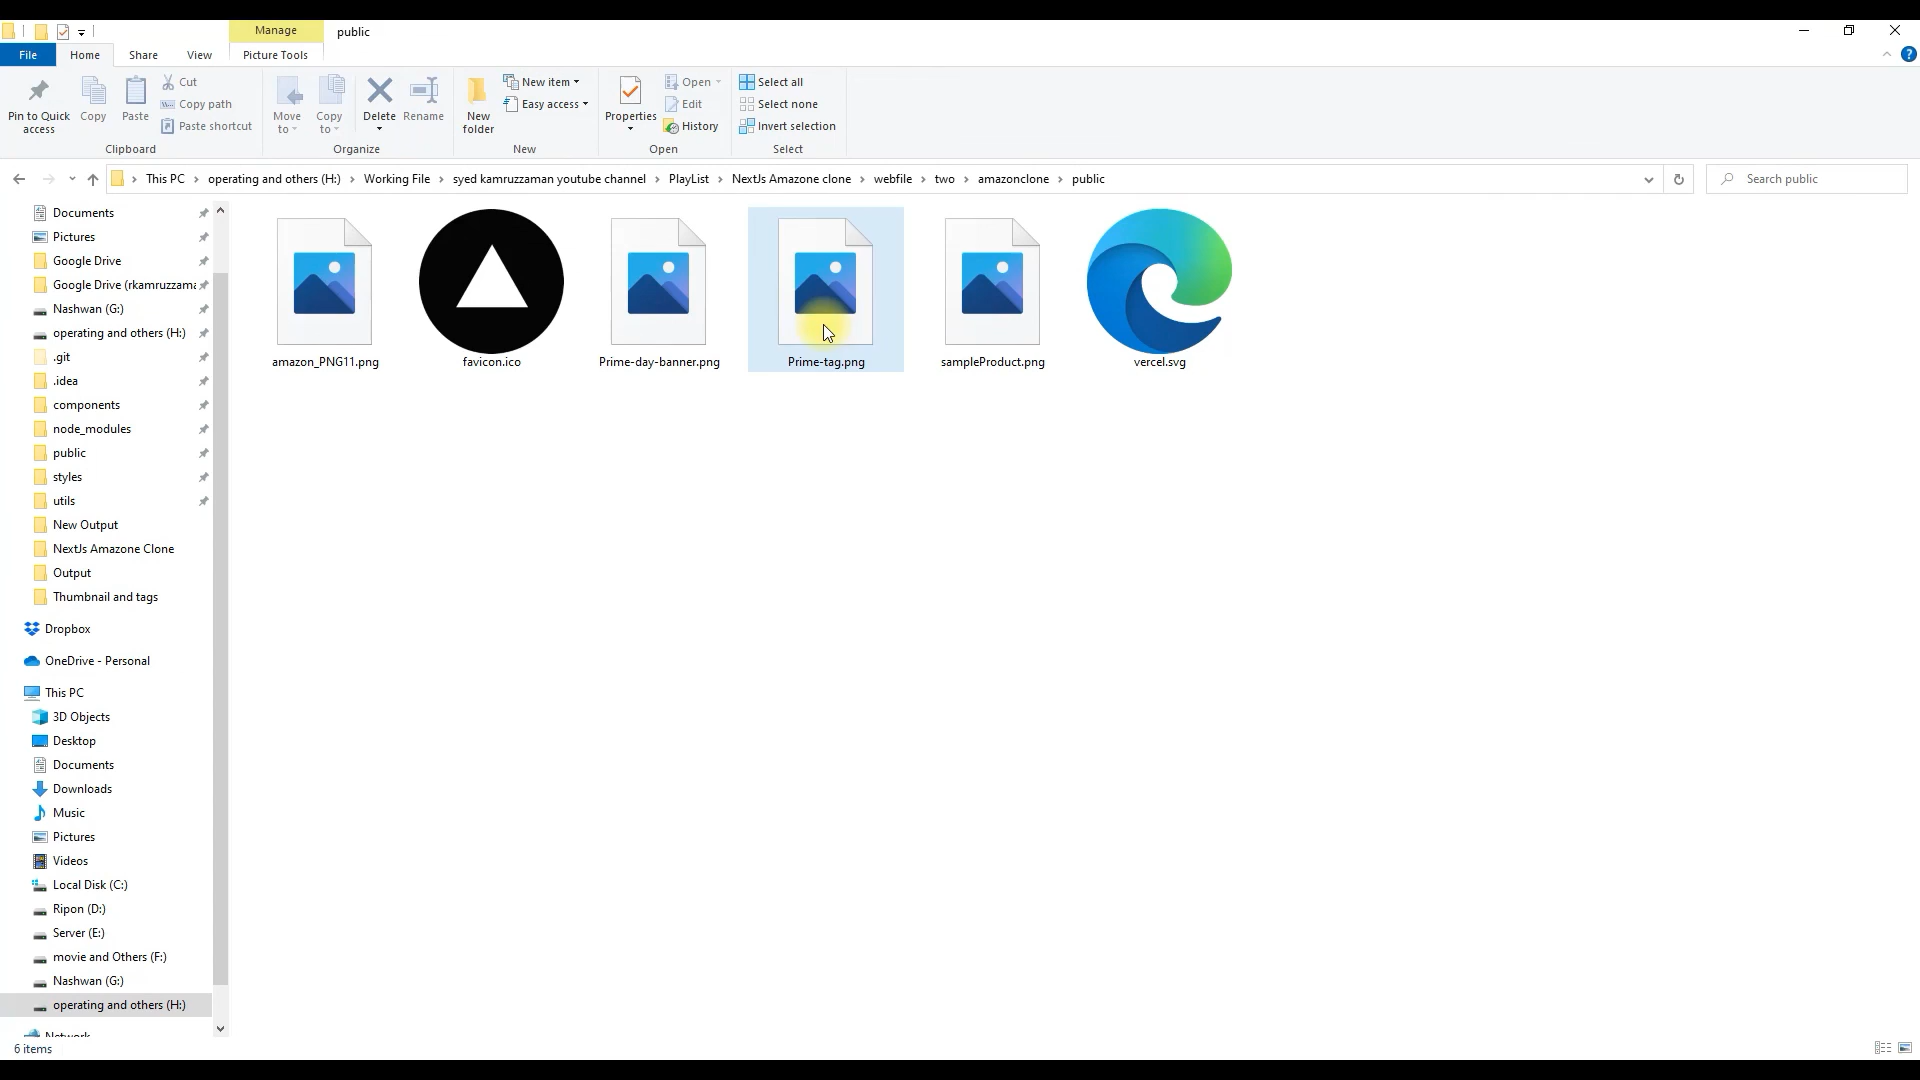 Manage
public
File
Home
Share
View
Picture Tools
Pin to Quick
access
Copy
Paste
Cut
Copy path
Paste shortcut
Clipboard
Move
to
Copy
to
Delete
Rename
Organize
New
folder
New item
Easy access
New
Properties
Open
Edit
History
Open
Select all
Select none
Invert selection
Select
This PC > operating and others (H:) > Working File > syed kamruzzaman youtube channel > PlayList > NextJs Amazone clone > webfile > two > amazonclone > public
Search public
Documents
Pictures
Google Drive
Google Drive (rkamruzzama
Nashwan (G:)
operating and others (H:)
.git
.idea
components
node_modules
public
styles
utils
New Output
NextJs Amazone Clone
Output
Thumbnail and tags
Dropbox
OneDrive - Personal
This PC
3D Objects
Desktop
Documents
Downloads
Music
Pictures
Videos
Local Disk (C:)
Ripon (D:)
Server (E:)
movie and Others (F:)
Nashwan (G:)
operating and others (H:)
Network
amazon_PNG11.png
favicon.ico
Prime-day-banner.png
Prime-tag.png
sampleProduct.png
vercel.svg
6 items